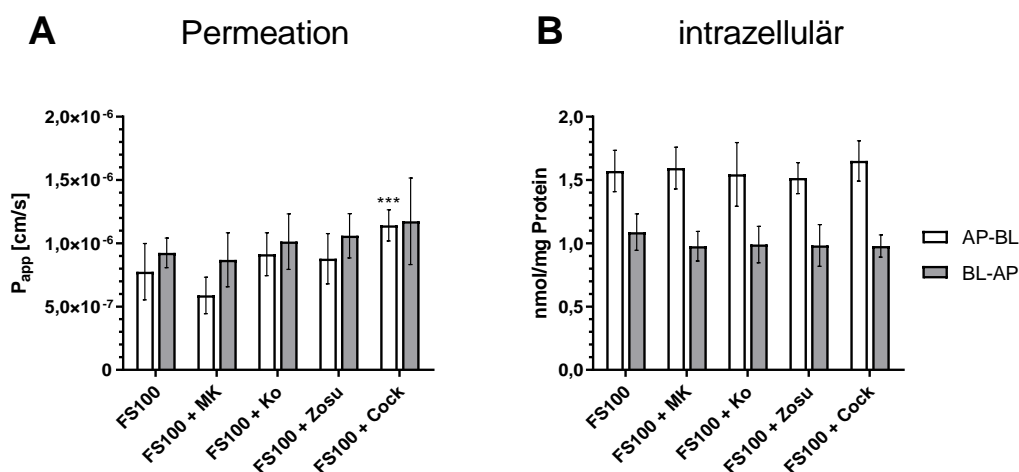 A Permeation
P_app [cm/s]
2,0×10⁻⁶
1,5×10⁻⁶
1,0×10⁻⁶
5,0×10⁻⁷
0
***
FS100
FS100 + MK
FS100 + Ko
FS100 + Zosu
FS100 + Cock
B intrazellulär
nmol/mg Protein
2,0
1,5
1,0
0,5
0,0
FS100
FS100 + MK
FS100 + Ko
FS100 + Zosu
FS100 + Cock
AP-BL
BL-AP